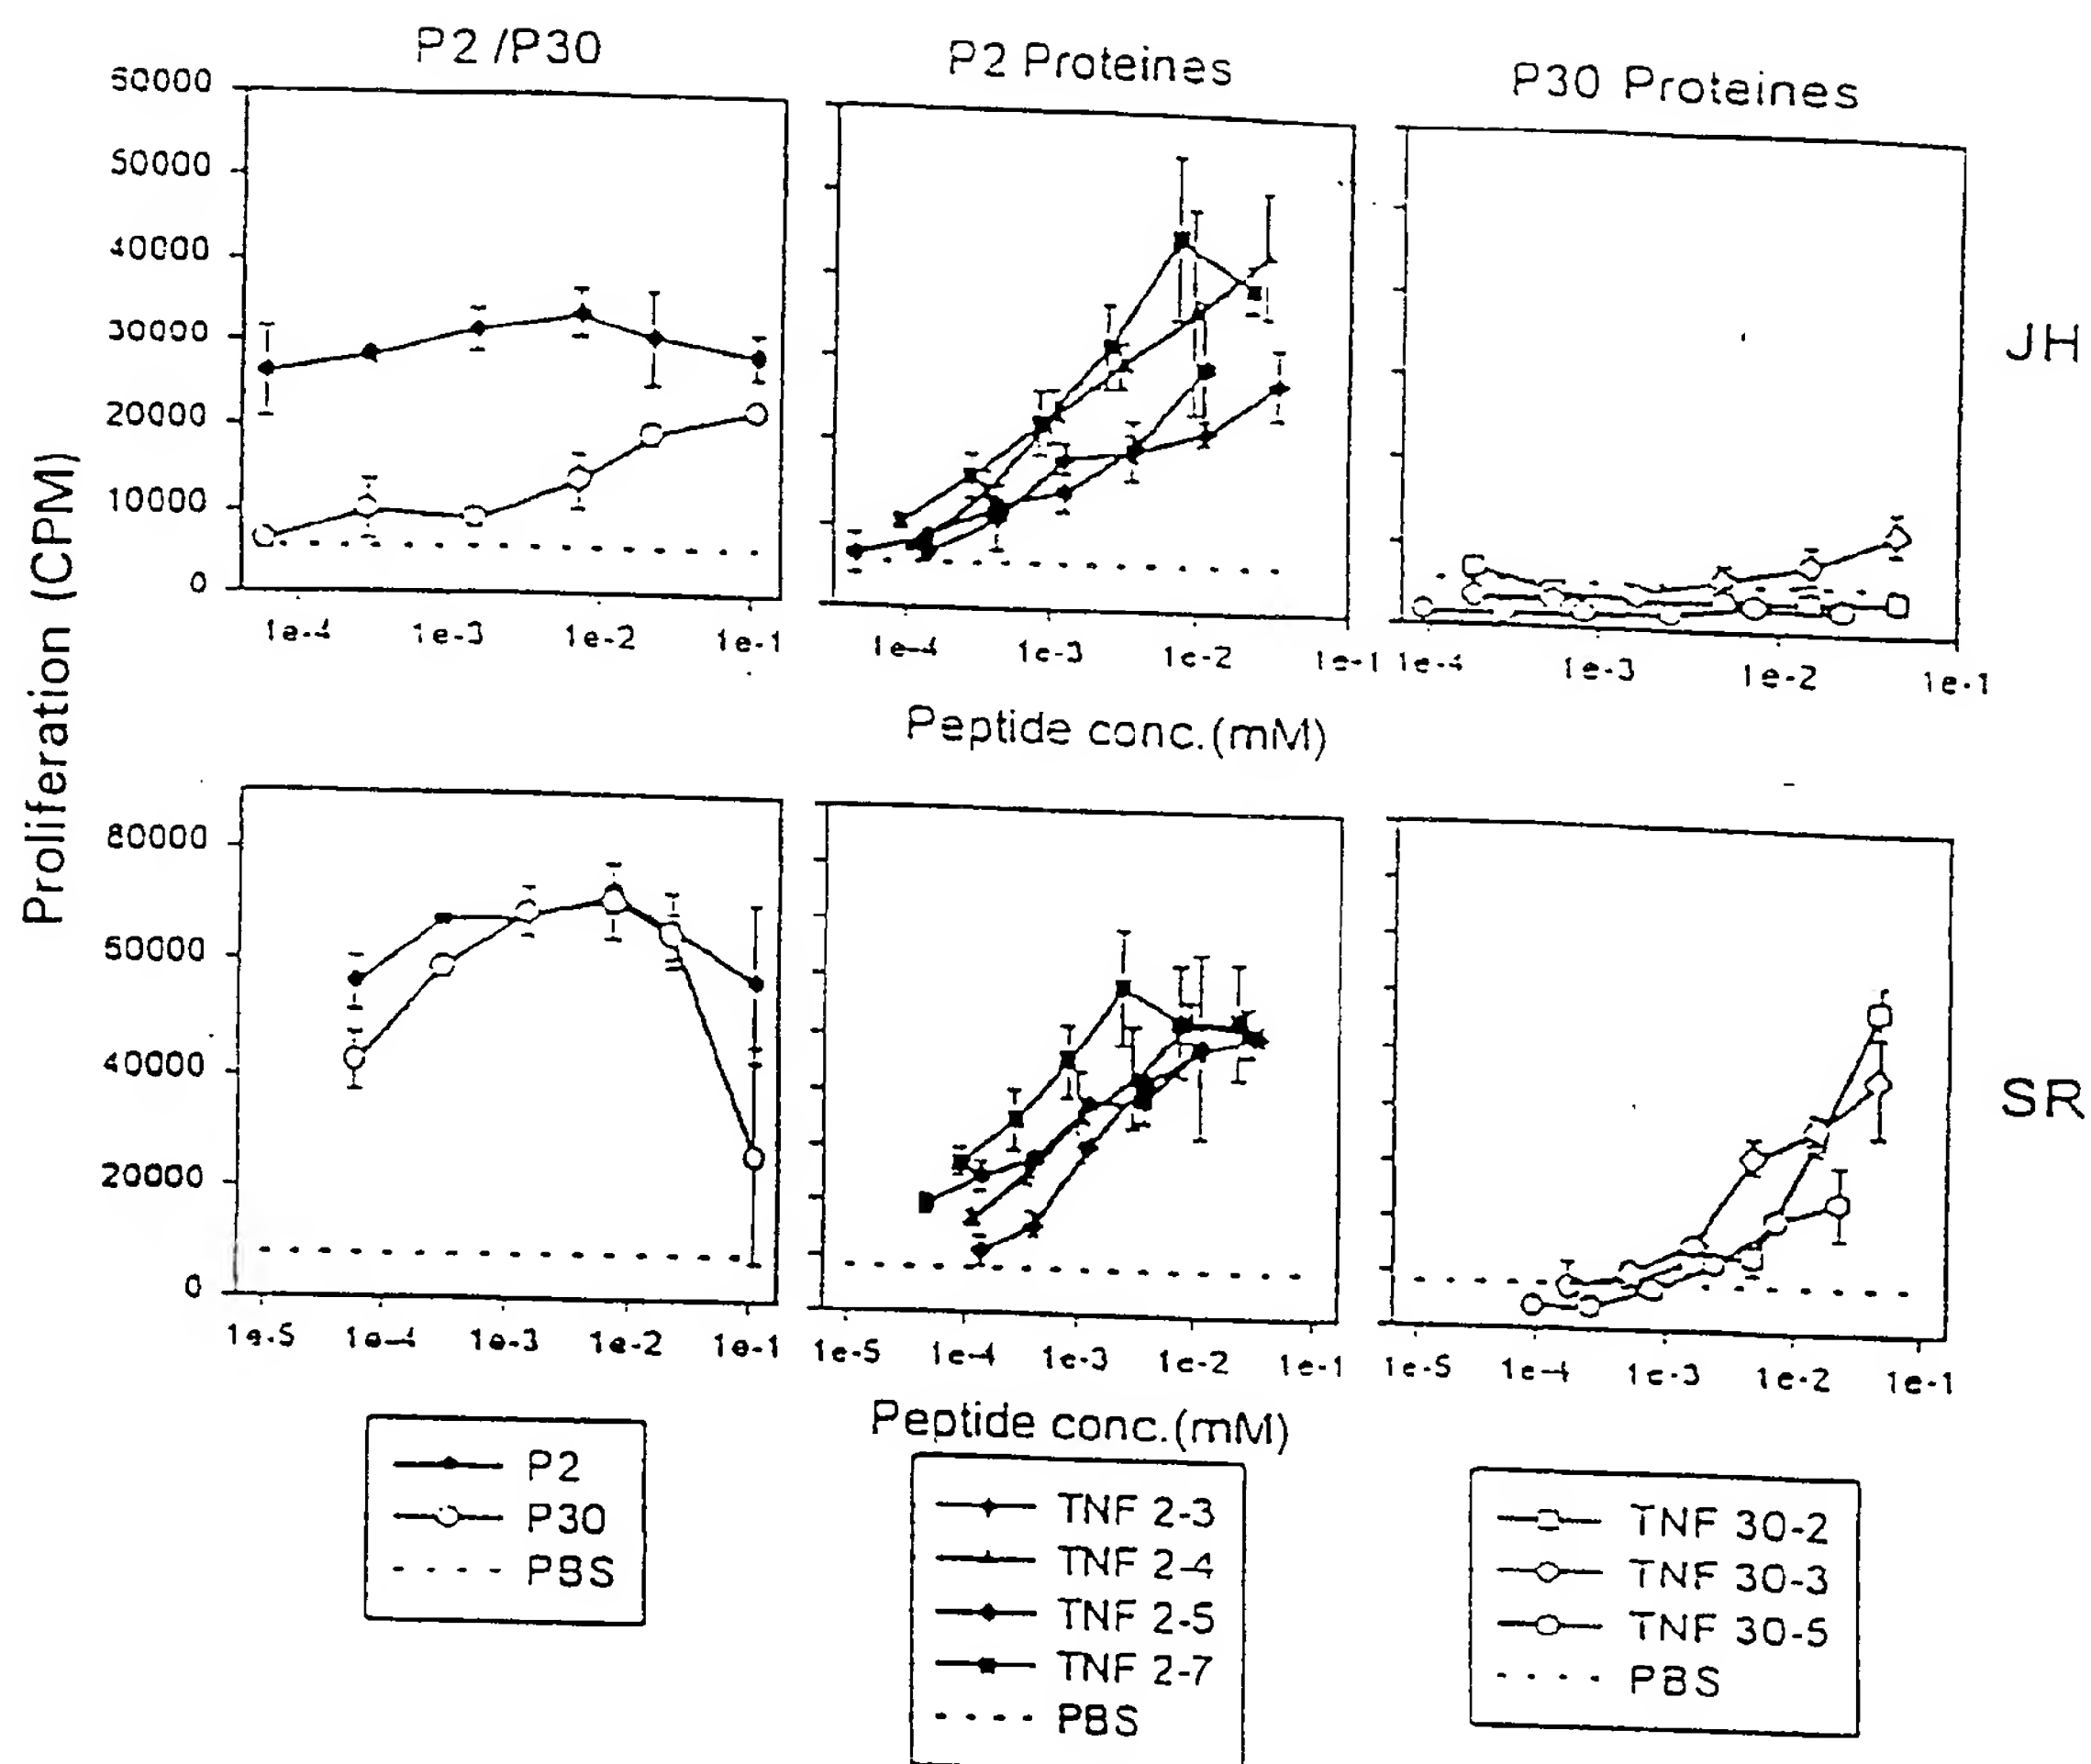 P2 /P30
P2 Proteines
P30 Proteines
60000
50000
40000
30000
20000
10000
0
1e-4 1e-3 1e-2 1e-1
1e-4 1e-3 1e-2 1e-1
1e-4 1e-3 1e-2 1e-1
JH
Proliferation (CPM)
Peptide conc.(mM)
80000
60000
40000
20000
0
1e-5 1e-4 1e-3 1e-2 1e-1
1e-5 1e-4 1e-3 1e-2 1e-1
1e-5 1e-4 1e-3 1e-2 1e-1
SR
Peptide conc.(mM)
P2
P30
PBS
TNF 2-3
TNF 2-4
TNF 2-5
TNF 2-7
PBS
TNF 30-2
TNF 30-3
TNF 30-5
PBS